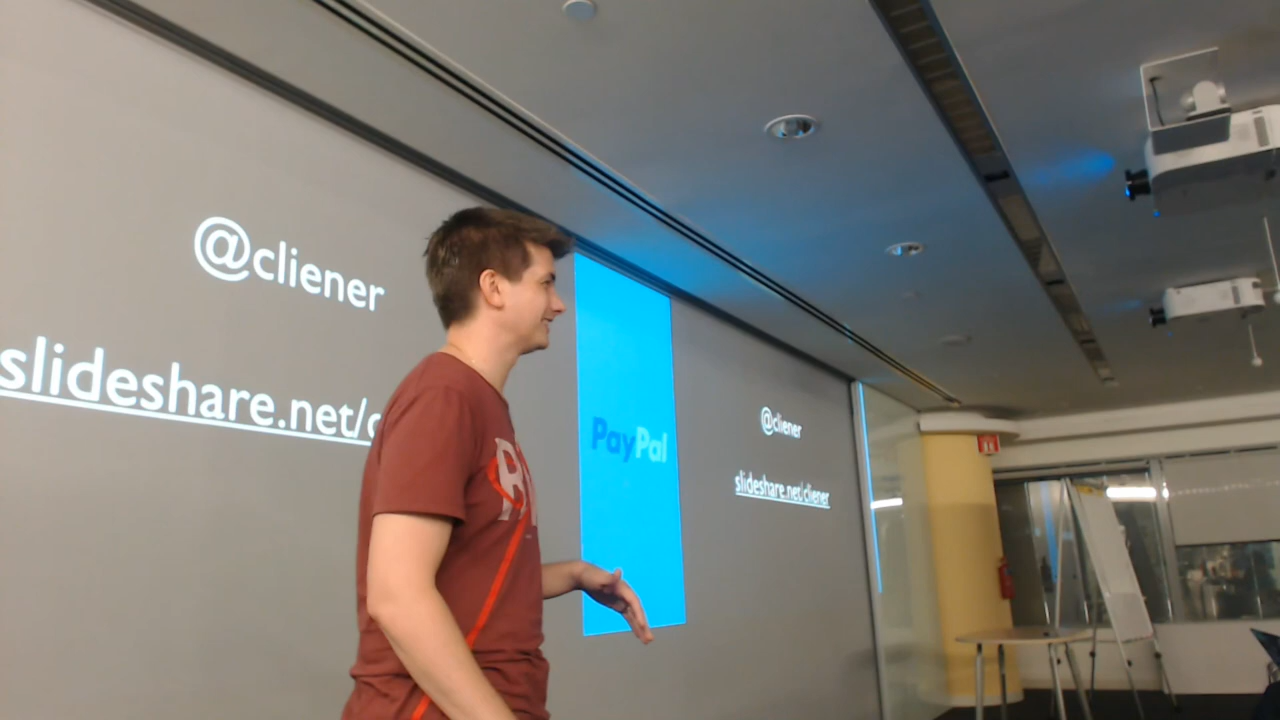 @cliener
slideshare.net/c
PayPal
@cliener
slideshare.net/cliener